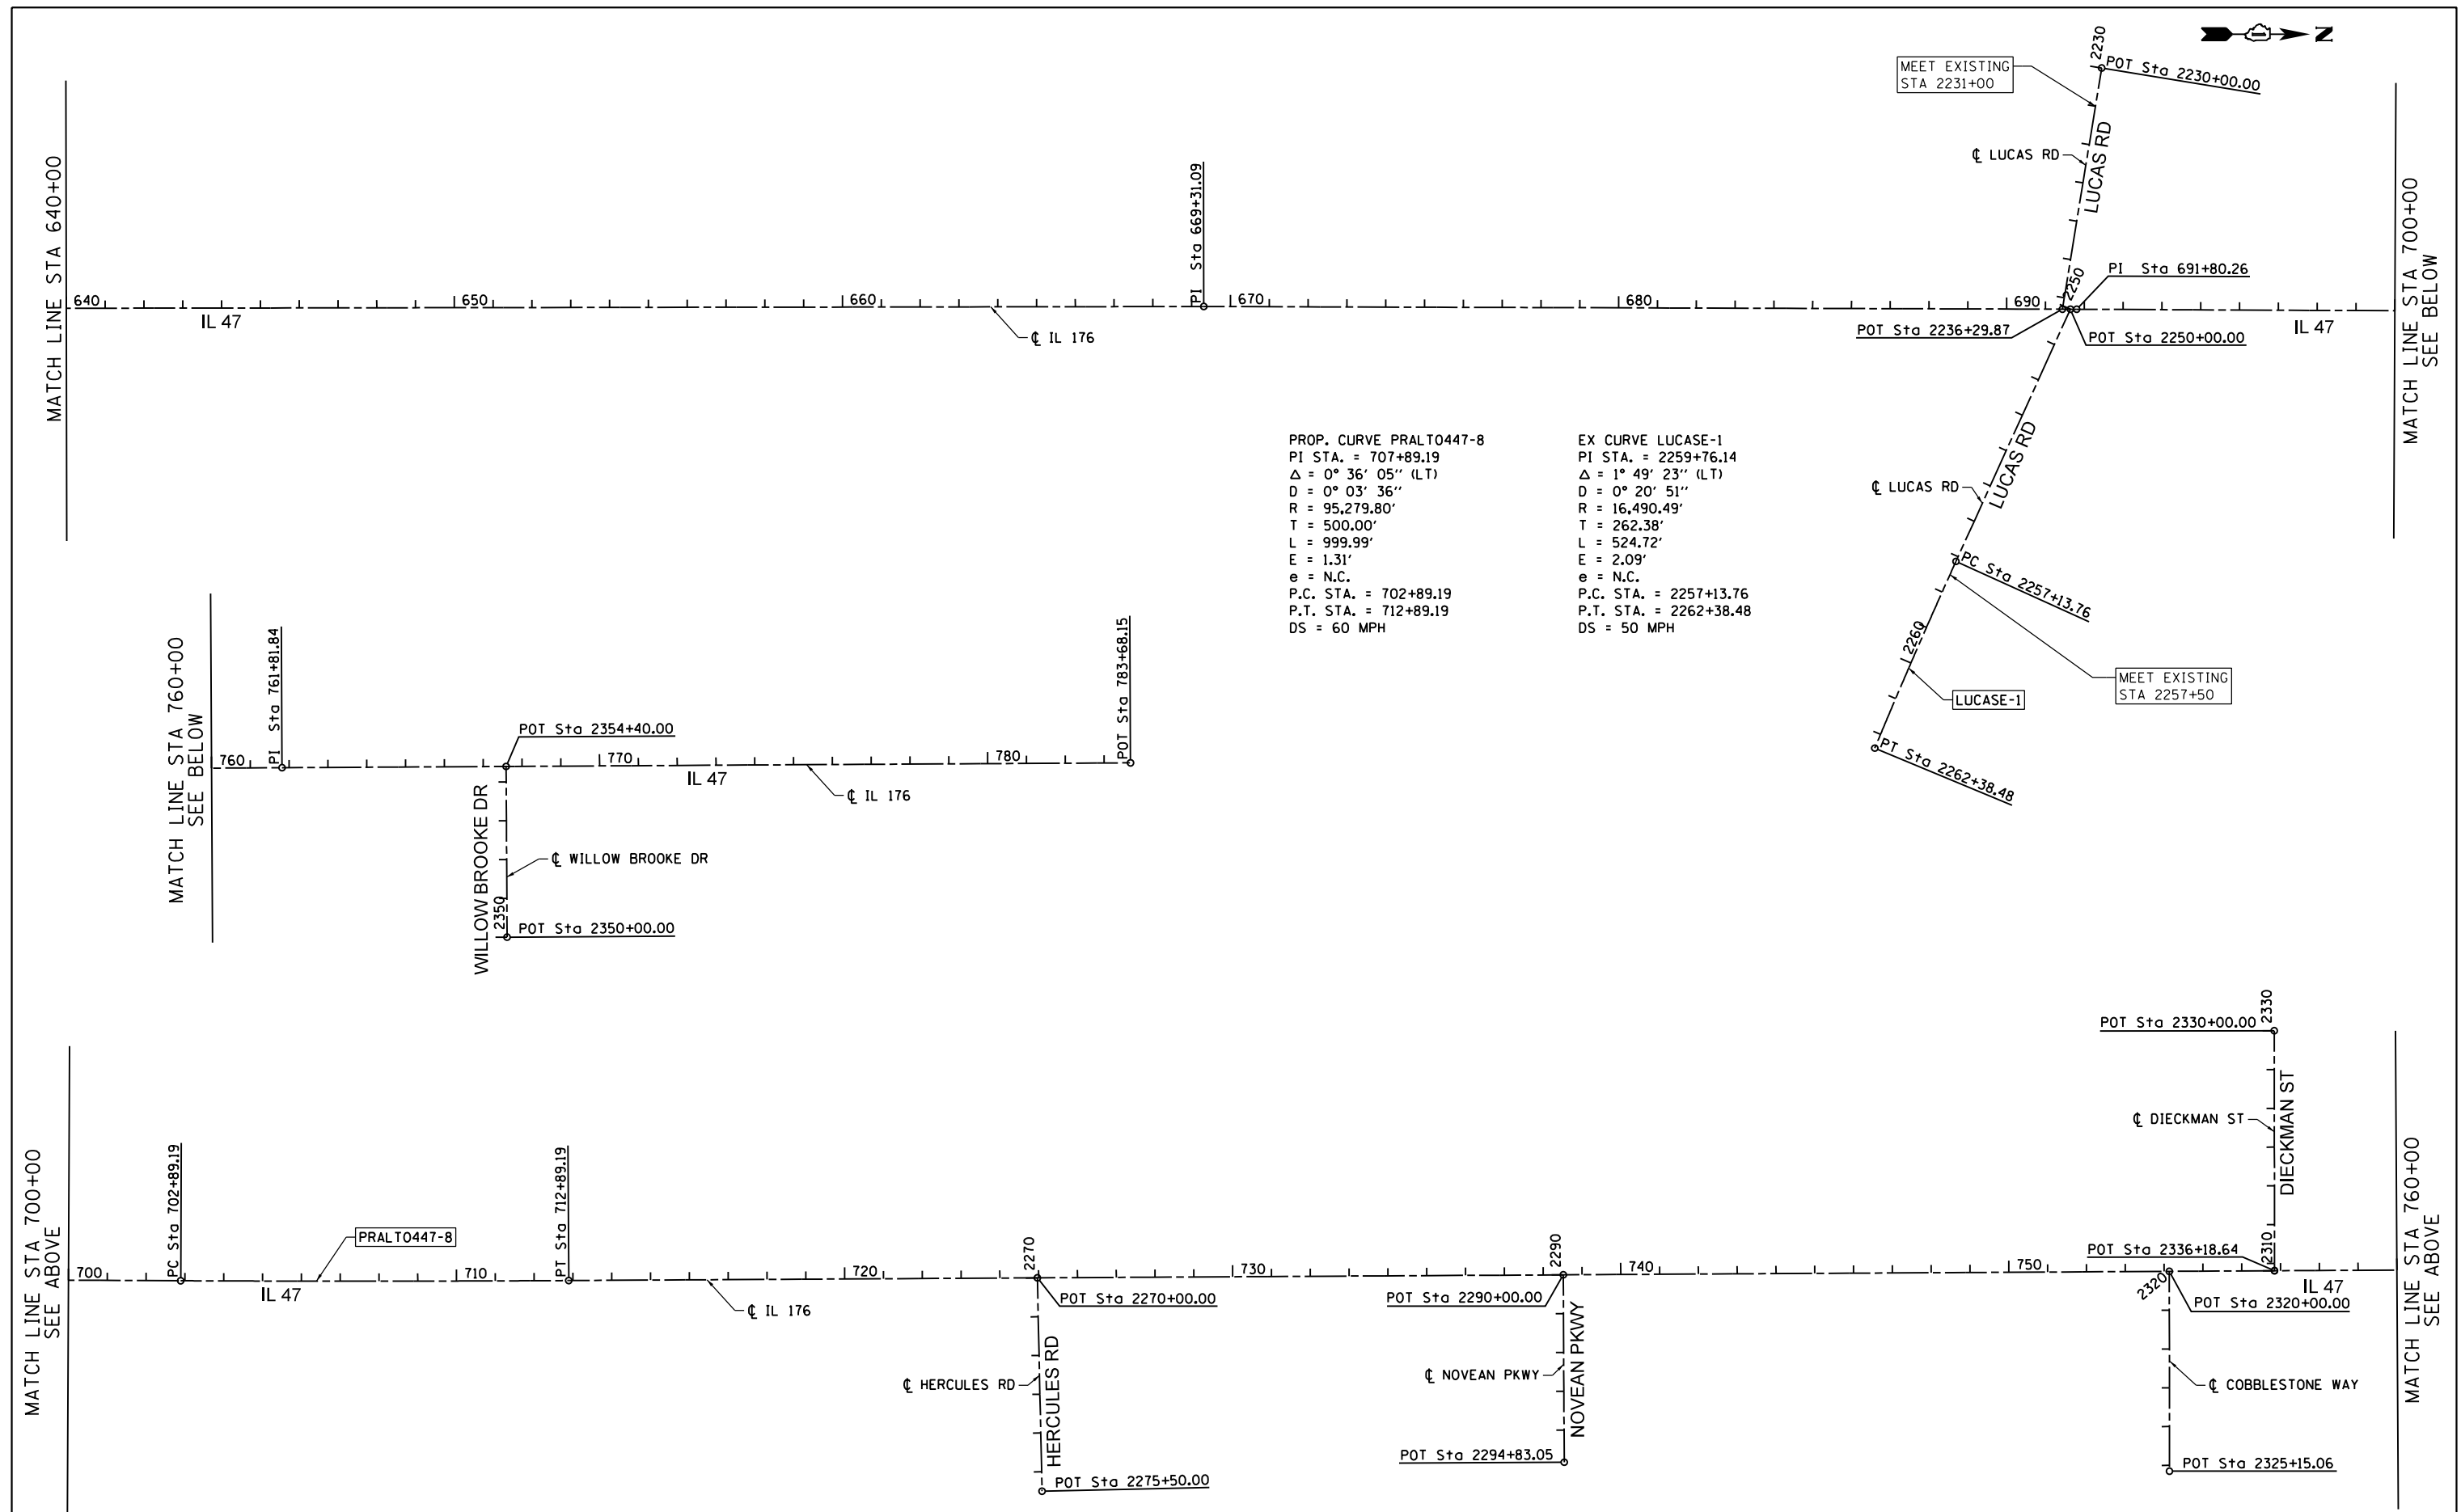 N
MATCH LINE STA 640+00
MEET EXISTING
STA 2231+00
2230
POT Sta 2230+00.00
℄ LUCAS RD
LUCAS RD
MATCH LINE STA 700+00
SEE BELOW
640
650
660
PI Sta 669+31.09
670
680
690
2250
PI Sta 691+80.26
IL 47
℄ IL 176
POT Sta 2236+29.87
POT Sta 2250+00.00
IL 47
PROP. CURVE PRALT0447-8
PI STA. = 707+89.19
Δ = 0° 36' 05'' (LT)
D = 0° 03' 36''
R = 95,279.80'
T = 500.00'
L = 999.99'
E = 1.31'
e = N.C.
P.C. STA. = 702+89.19
P.T. STA. = 712+89.19
DS = 60 MPH
EX CURVE LUCASE-1
PI STA. = 2259+76.14
Δ = 1° 49' 23'' (LT)
D = 0° 20' 51''
R = 16,490.49'
T = 262.38'
L = 524.72'
E = 2.09'
e = N.C.
P.C. STA. = 2257+13.76
P.T. STA. = 2262+38.48
DS = 50 MPH
LUCAS RD
℄ LUCAS RD
PC Sta 2257+13.76
2260
MEET EXISTING
STA 2257+50
LUCASE-1
PT Sta 2262+38.48
MATCH LINE STA 760+00
SEE BELOW
760
PI Sta 761+81.84
POT Sta 2354+40.00
770
IL 47
780
POT Sta 783+68.15
℄ IL 176
WILLOW BROOKE DR
℄ WILLOW BROOKE DR
2350
POT Sta 2350+00.00
POT Sta 2330+00.00
2330
℄ DIECKMAN ST
DIECKMAN ST
POT Sta 2336+18.64
2310
MATCH LINE STA 700+00
SEE ABOVE
700
PC Sta 702+89.19
PRALT0447-8
IL 47
710
PT Sta 712+89.19
℄ IL 176
720
2270
POT Sta 2270+00.00
730
POT Sta 2290+00.00
2290
740
750
2320
POT Sta 2320+00.00
IL 47
MATCH LINE STA 760+00
SEE ABOVE
℄ HERCULES RD
HERCULES RD
POT Sta 2275+50.00
℄ NOVEAN PKWY
NOVEAN PKWY
POT Sta 2294+83.05
℄ COBBLESTONE WAY
POT Sta 2325+15.06